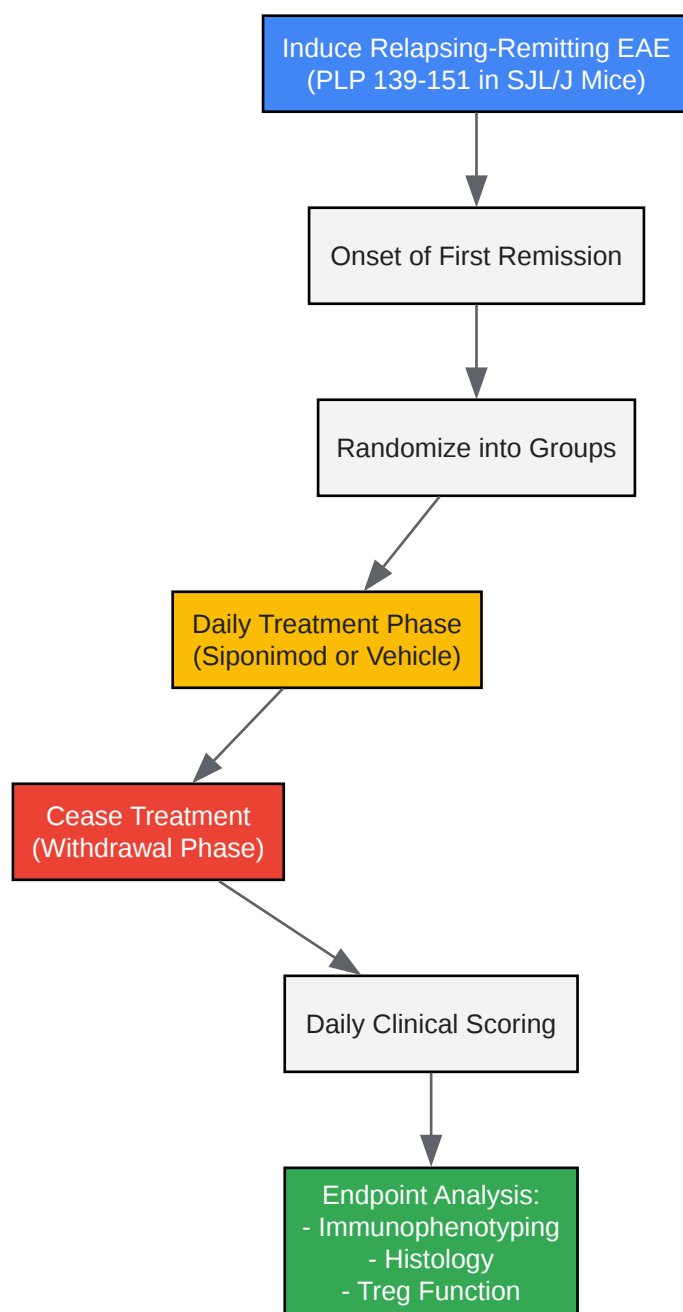 Induce Relapsing-Remitting EAE
(PLP 139-151 in SJL/J Mice)
Onset of First Remission
Randomize into Groups
Daily Treatment Phase
(Siponimod or Vehicle)
Cease Treatment
(Withdrawal Phase)
Daily Clinical Scoring
Endpoint Analysis:
- Immunophenotyping
- Histology
- Treg Function